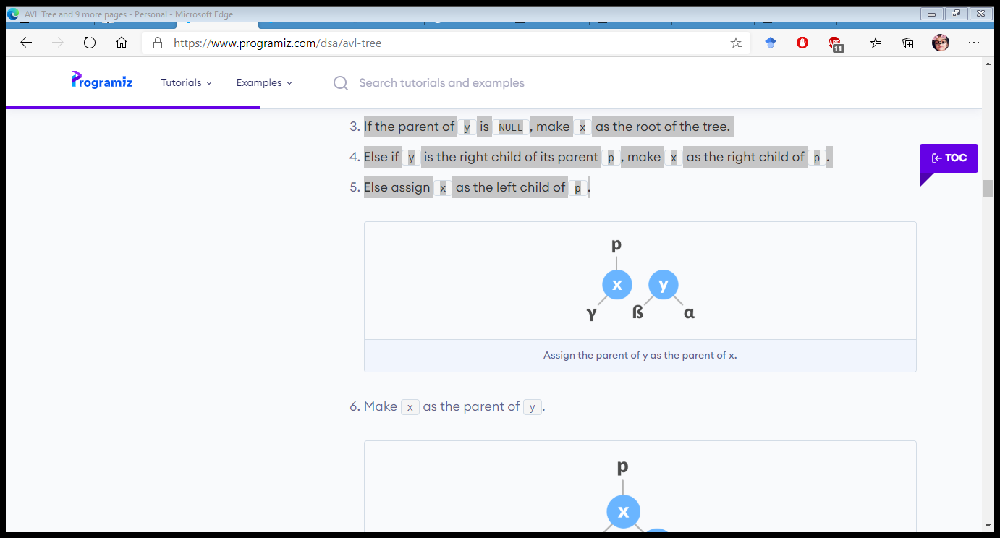 AVL Tree and 9 more pages - Personal - Microsoft Edge
https://www.programiz.com/dsa/avl-tree
11
Programiz
Tutorials
Examples
Search tutorials and examples
3. If the parent of y is NULL, make x as the root of the tree.
4. Else if y is the right child of its parent p, make x as the right child of p.
TOC
5. Else assign x as the left child of p.
p
x y
γ ß α
Assign the parent of y as the parent of x.
6. Make x as the parent of y.
p
x